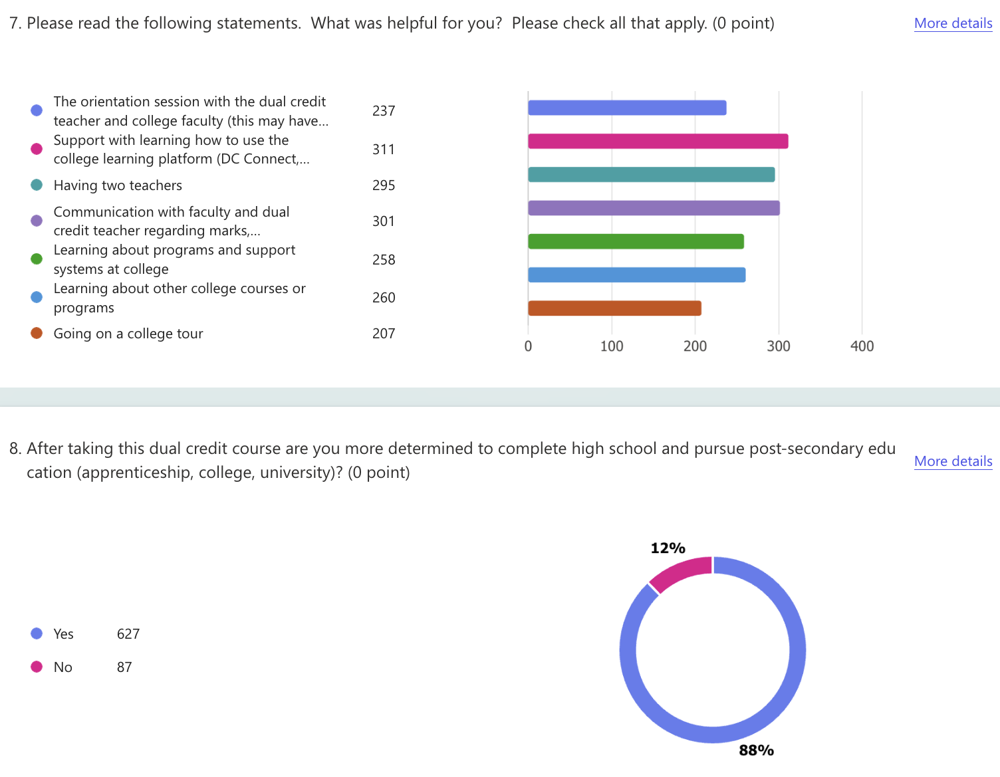 7. Please read the following statements.  What was helpful for you?  Please check all that apply. (0 point)
More details
The orientation session with the dual credit
teacher and college faculty (this may have...
237
Support with learning how to use the
college learning platform (DC Connect,...
311
Having two teachers
295
Communication with faculty and dual
credit teacher regarding marks,...
301
Learning about programs and support
systems at college
258
Learning about other college courses or
programs
260
Going on a college tour
207
0 100 200 300 400
8. After taking this dual credit course are you more determined to complete high school and pursue post-secondary edu
cation (apprenticeship, college, university)? (0 point)
More details
12%
Yes 627
No 87
88%